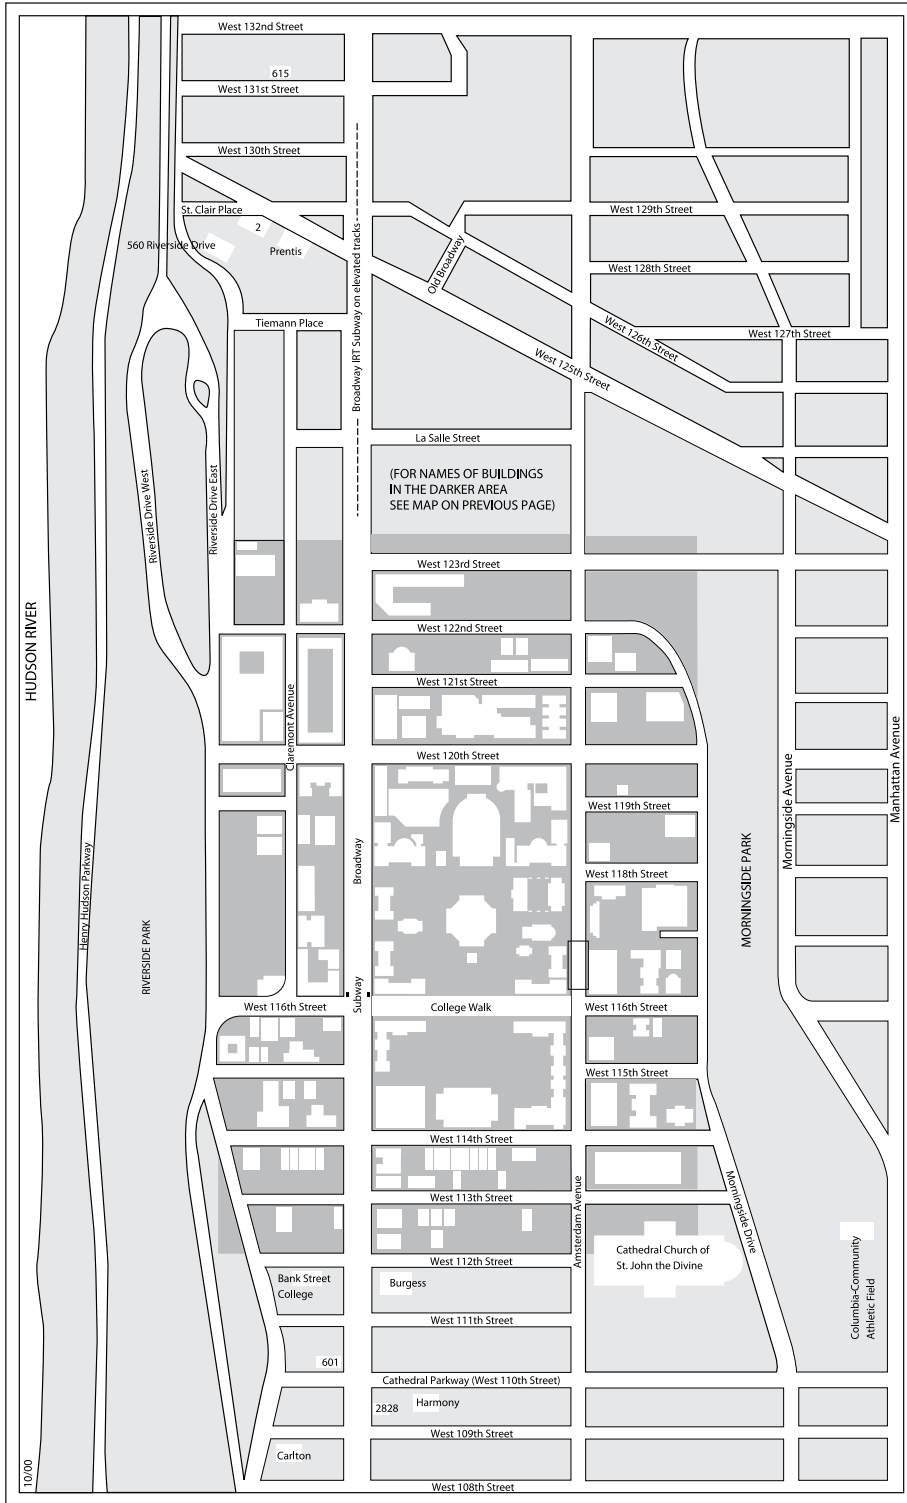 West 132nd Street
615
West 131st Street
West 130th Street
St. Clair Place
2
560 Riverside Drive
Prentis
West 129th Street
Old Broadway
West 128th Street
Tiemann Place
Broadway IRT Subway on elevated tracks
West 126th Street
West 127th Street
West 125th Street
La Salle Street
(FOR NAMES OF BUILDINGS
IN THE DARKER AREA
SEE MAP ON PREVIOUS PAGE)
Riverside Drive West
Riverside Drive East
West 123rd Street
West 122nd Street
HUDSON RIVER
West 121st Street
Claremont Avenue
West 120th Street
Manhattan Avenue
Morningside Avenue
West 119th Street
Broadway
West 118th Street
MORNINGSIDE PARK
Henry Hudson Parkway
RIVERSIDE PARK
Subway
West 116th Street
College Walk
West 116th Street
West 115th Street
West 114th Street
West 113th Street
Amsterdam Avenue
Morningside Drive
Cathedral Church of
St. John the Divine
West 112th Street
Bank Street
College
Burgess
Columbia-Community
Athletic Field
West 111th Street
601
Cathedral Parkway (West 110th Street)
2828
Harmony
West 109th Street
Carlton
10/00
West 108th Street